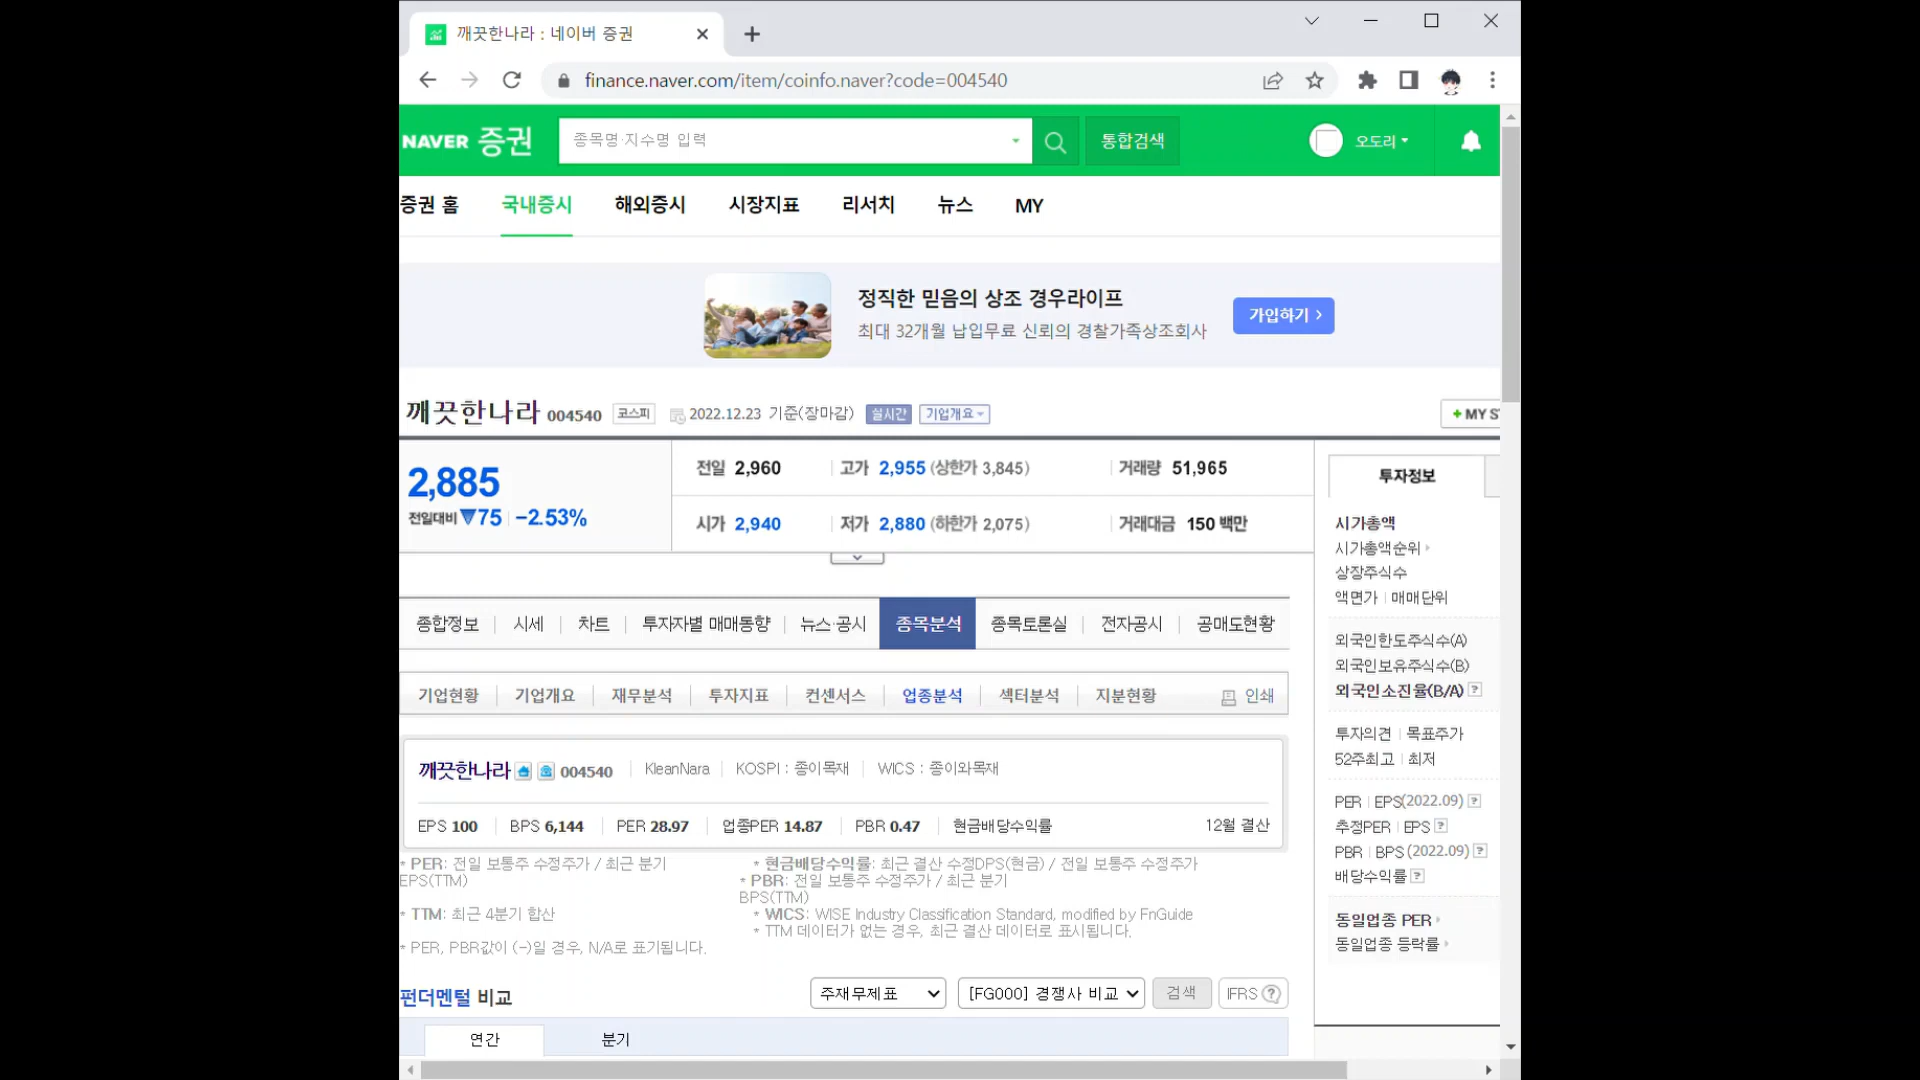 깨끗한나라 : 네이버 증권
finance.naver.com/item/coinfo.naver?code=004540
NAVER 증권 종목명·지수명 입력 통합검색 오도리
증권 홈 국내증시 해외증시 시장지표 리서치 뉴스 MY
정직한 믿음의 상조 경우라이프
최대 32개월 납입무료 신뢰의 경찰가족상조회사
가입하기 >
깨끗한나라 004540 코스피 2022.12.23 기준(장마감) 실시간 기업개요
+ MY S
2,885
전일대비 ▼75 -2.53%
전일 2,960 고가 2,955 (상한가 3,845) 거래량 51,965
시가 2,940 저가 2,880 (하한가 2,075) 거래대금 150 백만
종합정보 시세 차트 투자자별 매매동향 뉴스·공시 종목분석 종목토론실 전자공시 공매도현황
기업현황 기업개요 재무분석 투자지표 컨센서스 업종분석 섹터분석 지분현황 인쇄
깨끗한나라 004540 KleanNara KOSPI : 종이목재 WICS : 종이와목재
EPS 100 BPS 6,144 PER 28.97 업종PER 14.87 PBR 0.47 현금배당수익률 12월 결산
* PER: 전일 보통주 수정주가 / 최근 분기
EPS(TTM)
* TTM: 최근 4분기 합산
* PER, PBR값이 (-)일 경우, N/A로 표기됩니다.
* 현금배당수익률: 최근 결산 수정DPS(현금) / 전일 보통주 수정주가
* PBR: 전일 보통주 수정주가 / 최근 분기
BPS(TTM)
* WICS: WISE Industry Classification Standard, modified by FnGuide
* TTM 데이터가 없는 경우, 최근 결산 데이터로 표시됩니다.
펀더멘털 비교 주재무제표 [FG000] 경쟁사 비교 검색 IFRS ?
연간 분기
투자정보
시가총액
시가총액순위
상장주식수
액면가 매매단위
외국인한도주식수(A)
외국인보유주식수(B)
외국인소진율(B/A) ?
투자의견 목표주가
52주최고 최저
PER EPS(2022.09) ?
추정PER EPS ?
PBR BPS (2022.09) ?
배당수익률 ?
동일업종 PER
동일업종 등락률